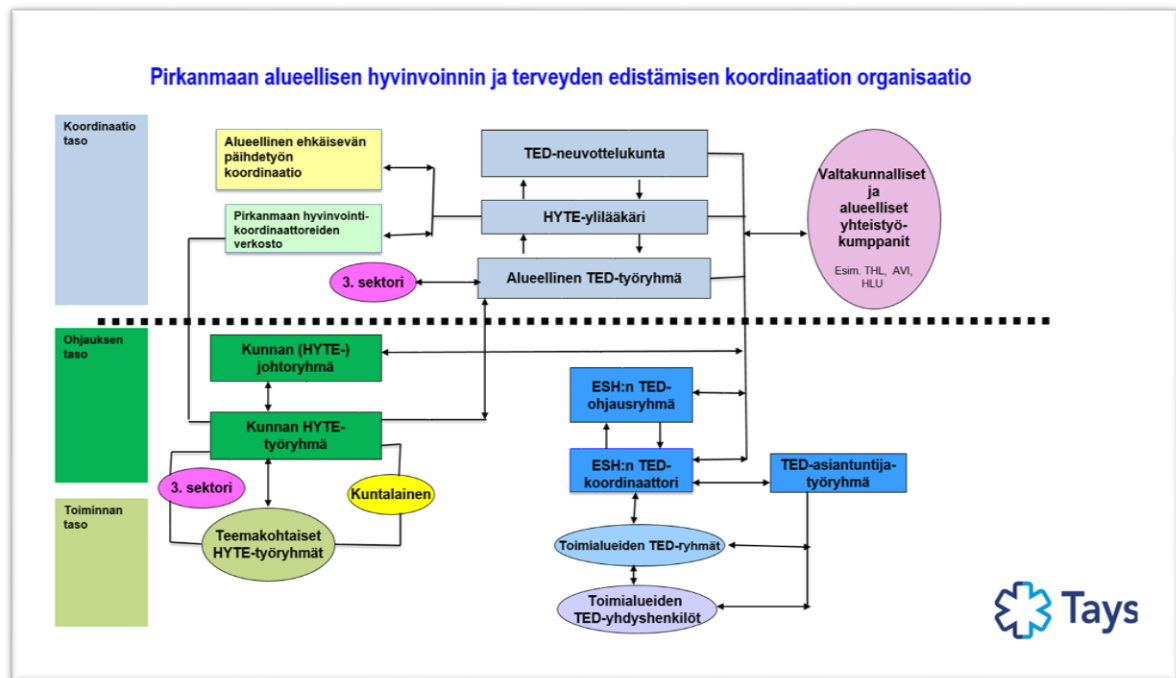 Pirkanmaan alueellisen hyvinvoinnin ja terveyden edistämisen koordinaation organisaatio
Koordinaatio
taso
Alueellinen ehkäisevän
päihdetyön
koordinaatio
TED-neuvottelukunta
Valtakunnalliset
ja
alueelliset
yhteistyö-
kumppanit
Esim. THL, AVI,
HLU
Pirkanmaan hyvinvointi-
koordinaattoreiden
verkosto
HYTE-ylilääkäri
3. sektori
Alueellinen TED-työryhmä
Ohjauksen
taso
Kunnan (HYTE-)
johtoryhmä
ESH:n TED-
ohjausryhmä
Kunnan HYTE-
työryhmä
ESH:n TED-
koordinaattori
TED-asiantuntija-
työryhmä
3. sektori
Kuntalainen
Toiminnan
taso
Teemakohtaiset
HYTE-työryhmät
Toimialueiden TED-ryhmät
Toimialueiden
TED-yhdyshenkilöt
Tays